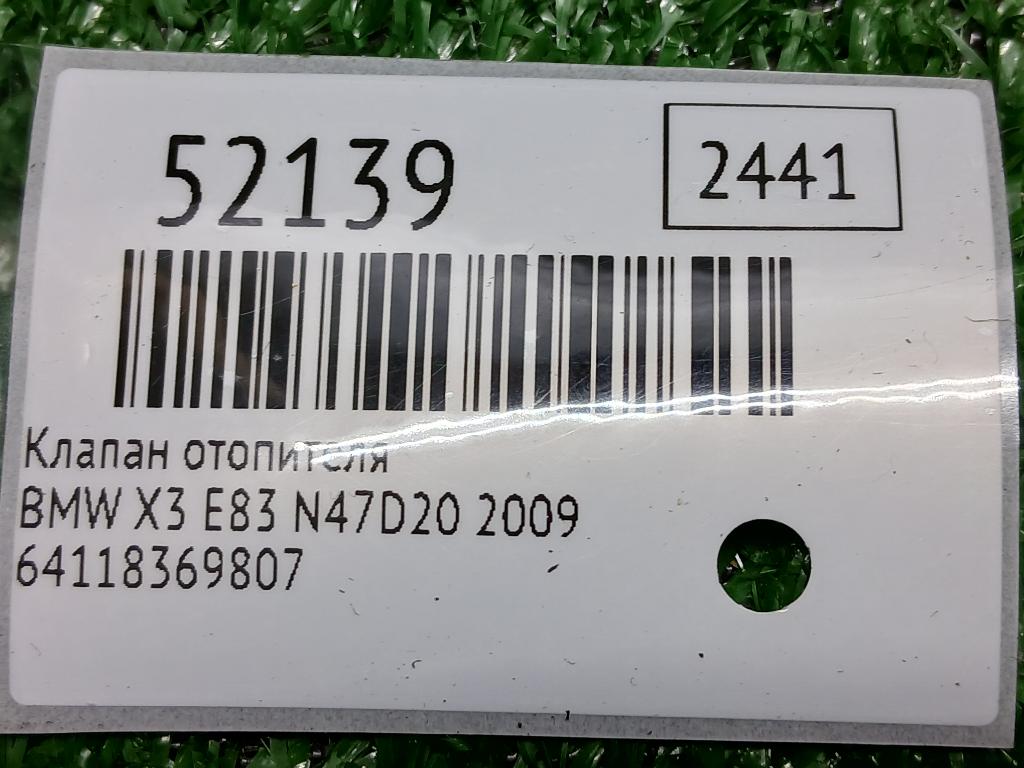 52139
2441
Клапан отопителя
BMW X3 E83 N47D20 2009
64118369807